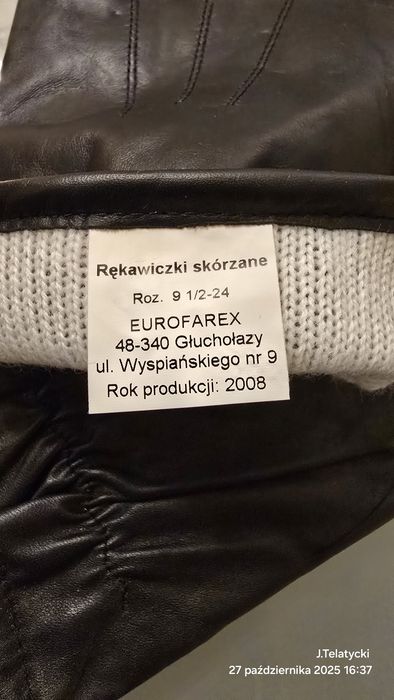 Rękawiczki skórzane
Roz. 9 1/2-24
EUROFAREX
48-340 Głuchołazy
ul. Wyspiańskiego nr 9
Rok produkcji: 2008
J.Telatycki
27 października 2025 16:37